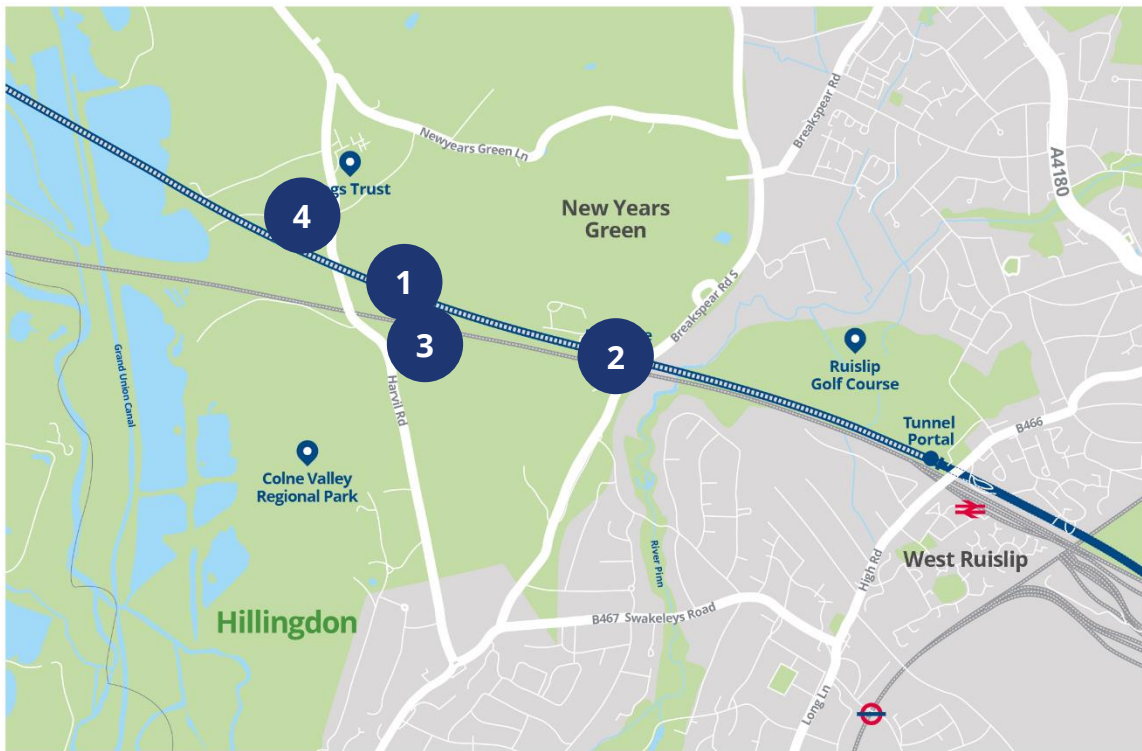 Breakspear Rd
Newyears Green Ln
A4180
Trust
4
New Years
Green
1
Breakspear Rd S
3
2
Ruislip
Golf Course
Grand Union Canal
Harvil Rd
Tunnel
Portal
B466
Colne Valley
Regional Park
River Pinn
High Rd
West Ruislip
Hillingdon
B467 Swakeleys Road
Long Ln